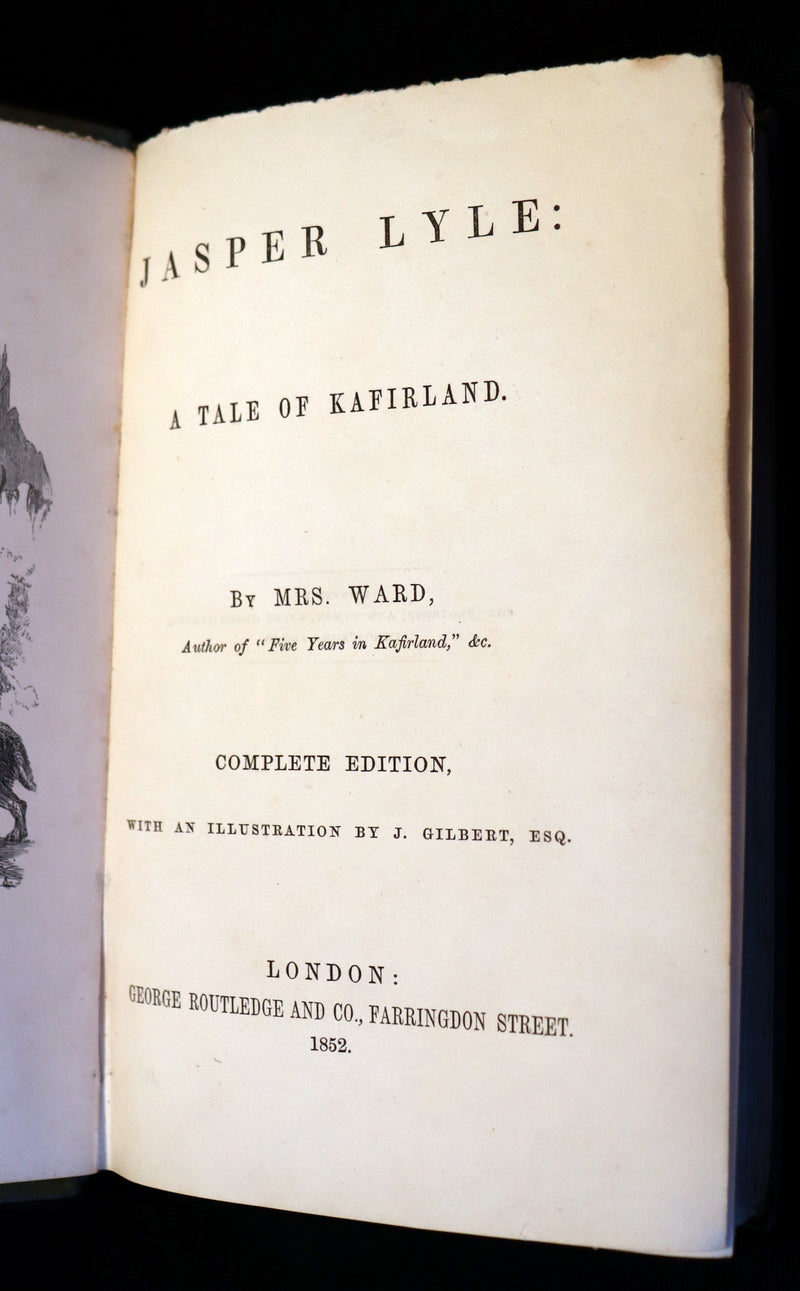 JASPER LYLE:
A TALE OF KAFIRLAND.
BY MRS. WARD,
Author of "Five Years in Kafirland," &c.
COMPLETE EDITION,
WITH AN ILLUSTRATION BY J. GILBERT, ESQ.
LONDON:
GEORGE ROUTLEDGE AND CO., FARRINGDON STREET.
1852.